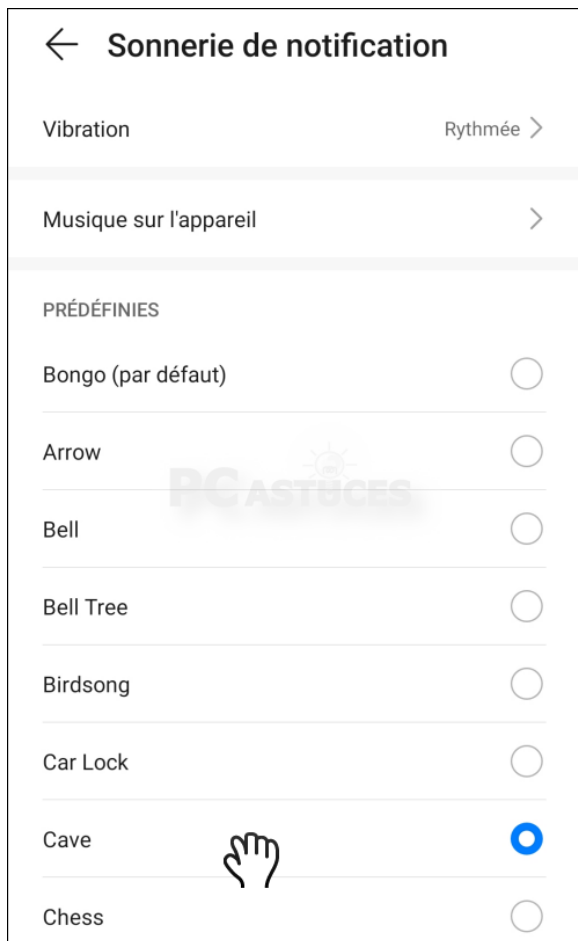 Sonnerie de notification
Vibration Rythmée
Musique sur l'appareil
PRÉDÉFINIES
Bongo (par défaut)
Arrow
PC ASTUCES
Bell
Bell Tree
Birdsong
Car Lock
Cave
Chess